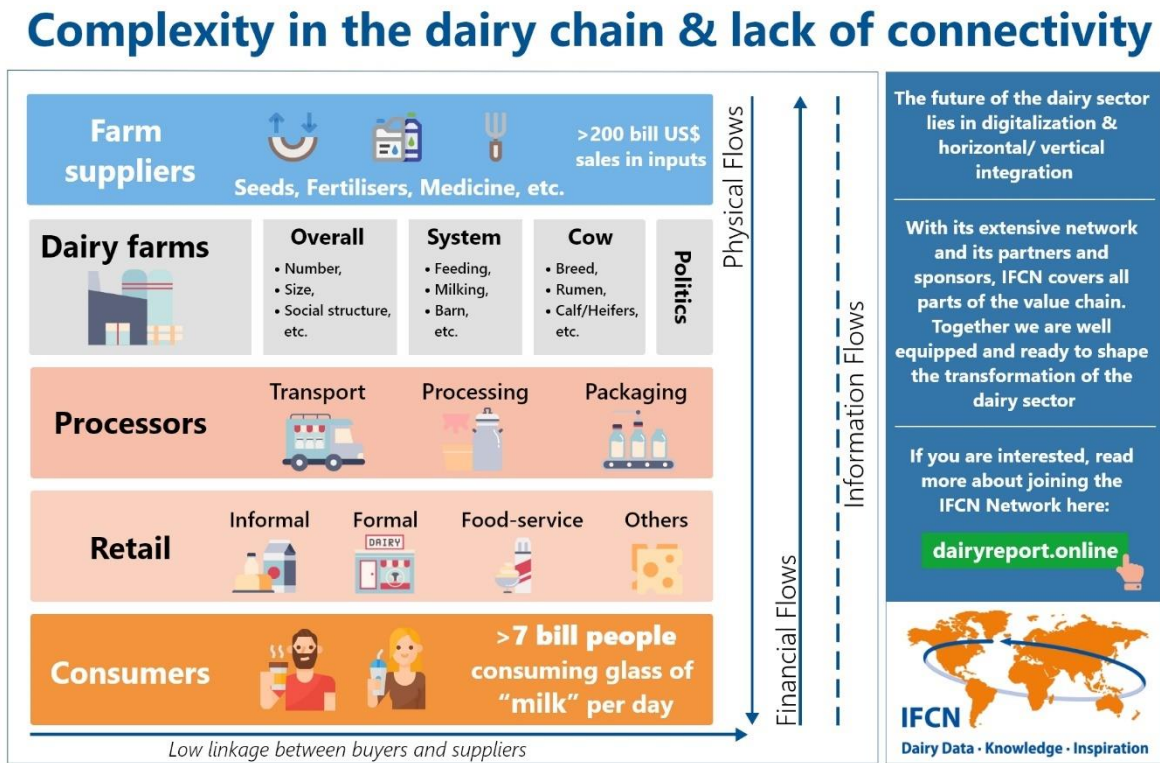 Complexity in the dairy chain & lack of connectivity
Farm
suppliers
>200 bill US$
sales in inputs
Seeds, Fertilisers, Medicine, etc.
Dairy farms
Overall
• Number,
• Size,
• Social structure,
etc.
System
• Feeding,
• Milking,
• Barn,
etc.
Cow
• Breed,
• Rumen,
• Calf/Heifers,
etc.
Politics
Processors
Transport
Processing
Packaging
Retail
Informal
Formal
DAIRY
Food-service
Others
Consumers
>7 bill people
consuming glass of
“milk” per day
Low linkage between buyers and suppliers
Physical Flows
Financial Flows
Information Flows
The future of the dairy sector
lies in digitalization &
horizontal/ vertical
integration
With its extensive network
and its partners and
sponsors, IFCN covers all
parts of the value chain.
Together we are well
equipped and ready to shape
the transformation of the
dairy sector
If you are interested, read
more about joining the
IFCN Network here:
dairyreport.online
IFCN
Dairy Data · Knowledge · Inspiration